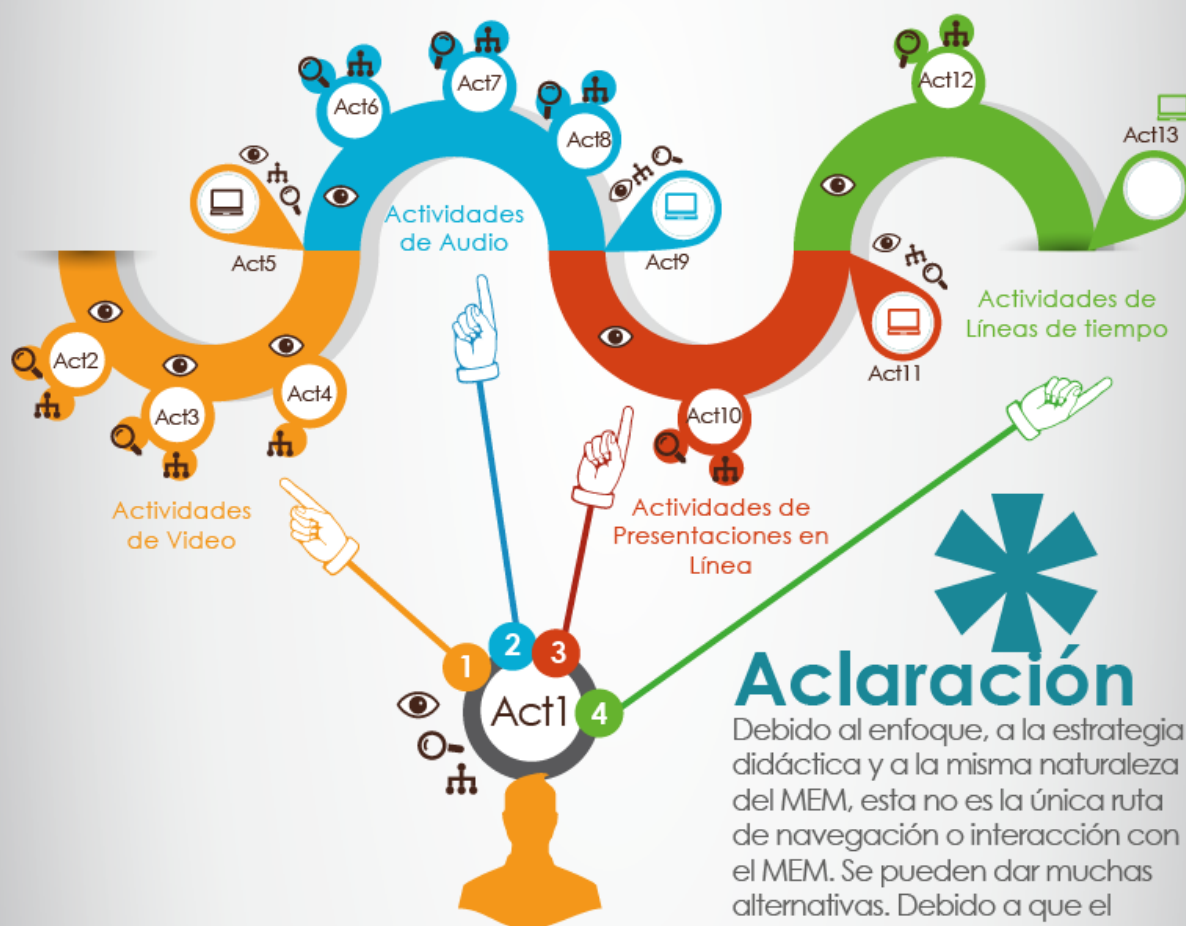 Act12
Act7
Act6
Act13
Act8
Actividades
de Audio
Act5
Act9
Actividades de
Líneas de tiempo
Act2
Act11
Act4
Act3
Act10
Actividades
de Video
Actividades de
Presentaciones en
Línea
1
2
3
4
Act1
Aclaración
Debido al enfoque, a la estrategia
didáctica y a la misma naturaleza
del MEM, esta no es la única ruta
de navegación o interacción con
el MEM. Se pueden dar muchas
alternativas. Debido a que el